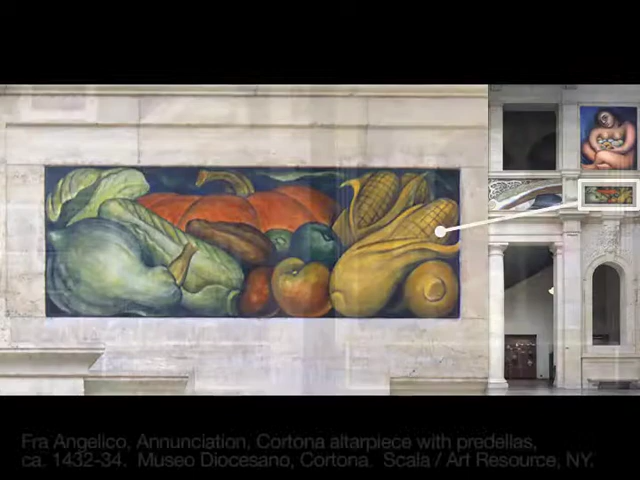 Fra Angelico, Annunciation, Cortona altarpiece with predellas,
ca. 1432-34.  Museo Diocesano, Cortona.  Scala / Art Resource, NY.